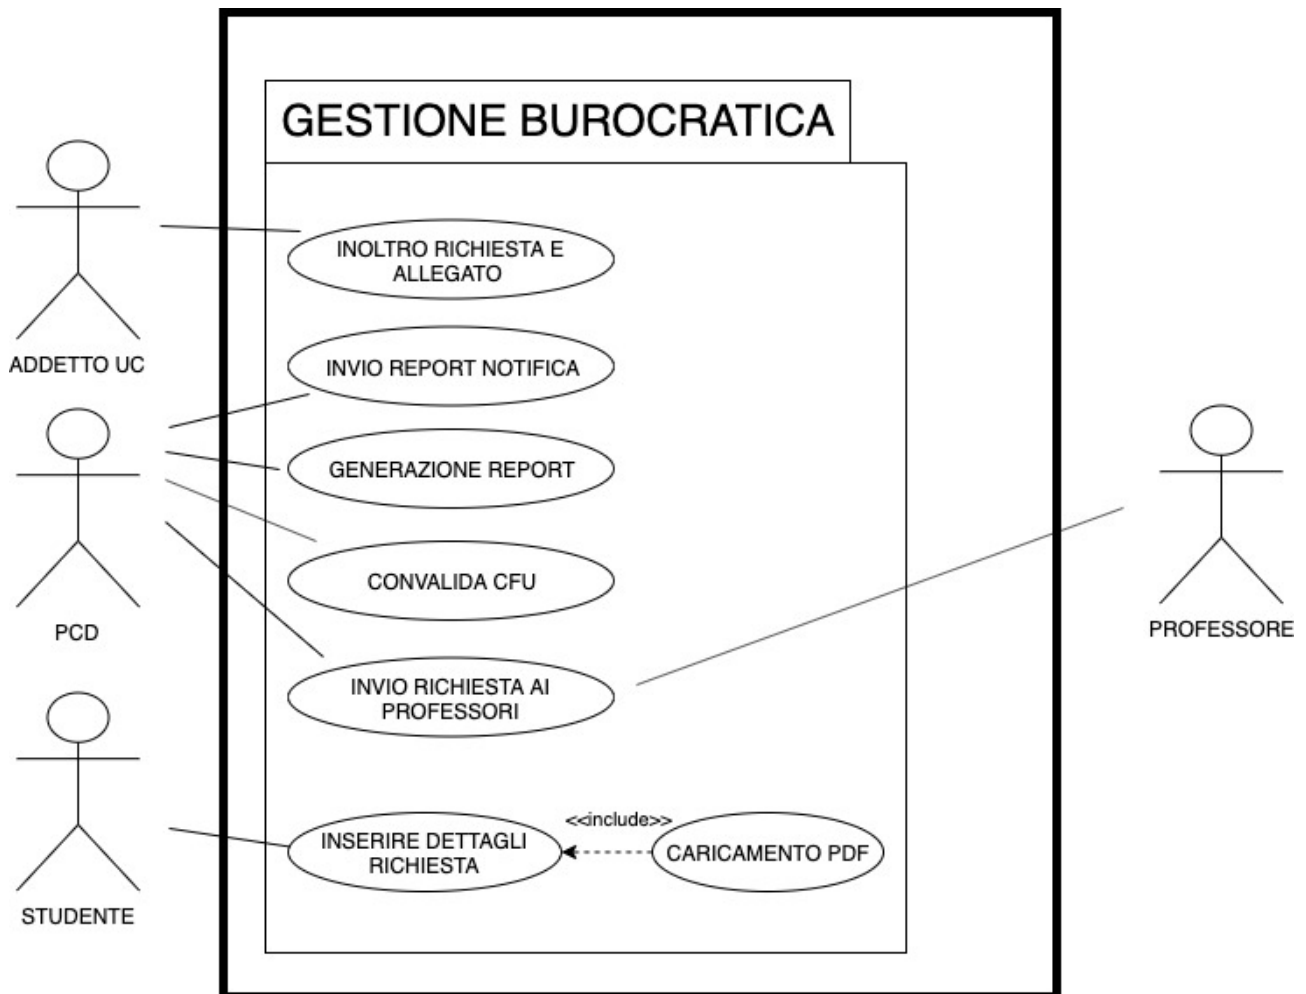 GESTIONE BUROCRATICA
INOLTRO RICHIESTA E
ALLEGATO
ADDETTO UC
INVIO REPORT NOTIFICA
GENERAZIONE REPORT
CONVALIDA CFU
PCD
PROFESSORE
INVIO RICHIESTA AI
PROFESSORI
<<include>>
INSERIRE DETTAGLI
RICHIESTA
CARICAMENTO PDF
STUDENTE